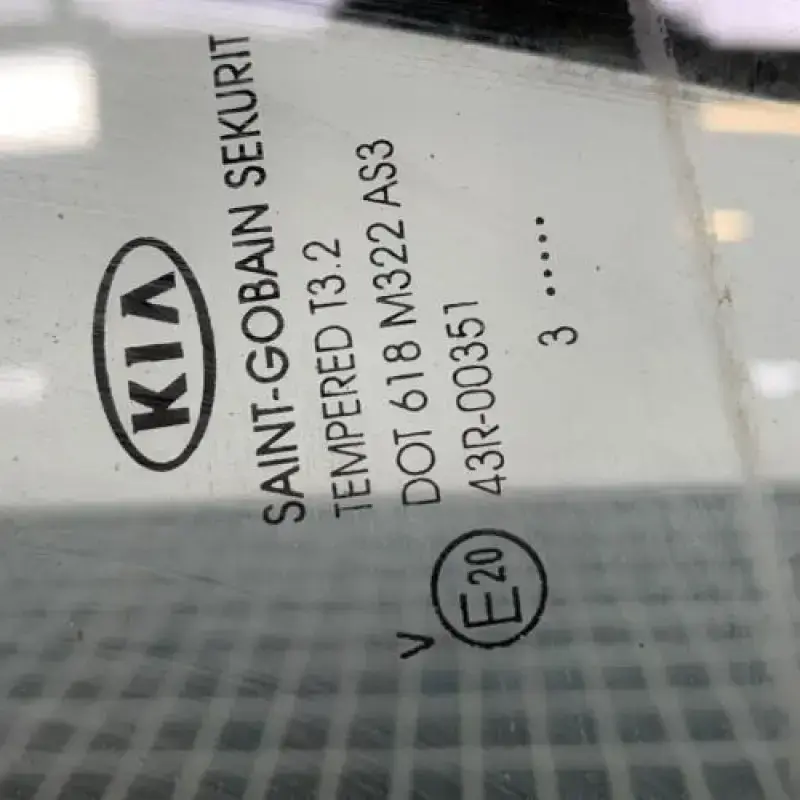 KIA
SAINT-GOBAIN SEKURIT
TEMPERED T3.2
DOT 618 M322 AS3
V
E20 43R-00351
3 .....